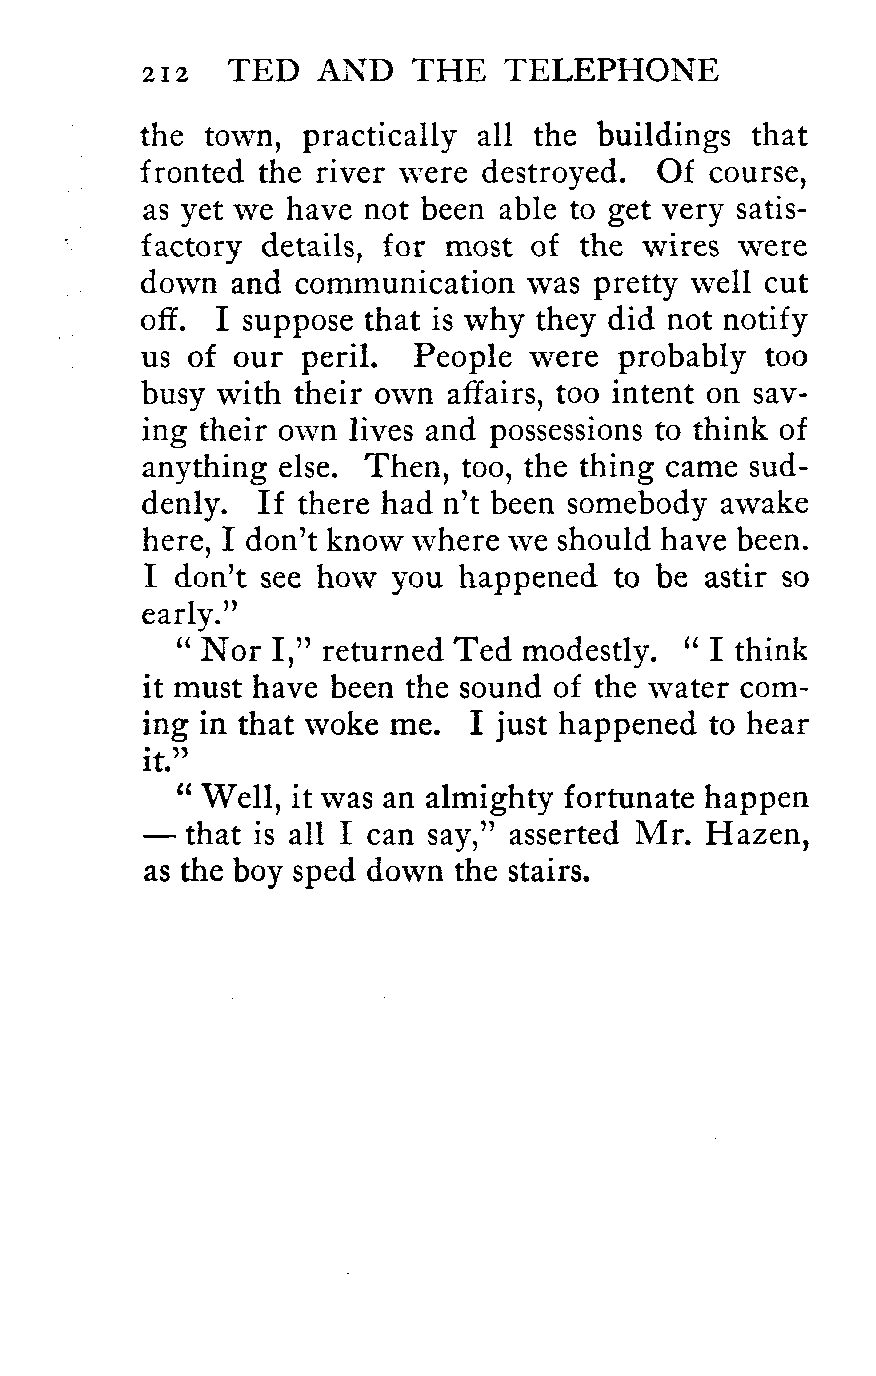 212 TED AND THE TELEPHONE
the town, practically all the buildings that
fronted the river were destroyed. Of course,
as yet we have not been able to get very satis-
factory details, for most of the wires were
down and communication was pretty well cut
off. I suppose that is why they did not notify
us of our peril. People were probably too
busy with their own affairs, too intent on sav-
ing their own lives and possessions to think of
anything else. Then, too, the thing came sud-
denly. If there had n't been somebody awake
here, I don't know where we should have been.
I don't see how you happened to be astir so
early."
" Nor I," returned Ted modestly. " I think
it must have been the sound of the water com-
ing in that woke me. I just happened to hear
it."
" Well, it was an almighty fortunate happen
— that is all I can say," asserted Mr. Hazen,
as the boy sped down the stairs.